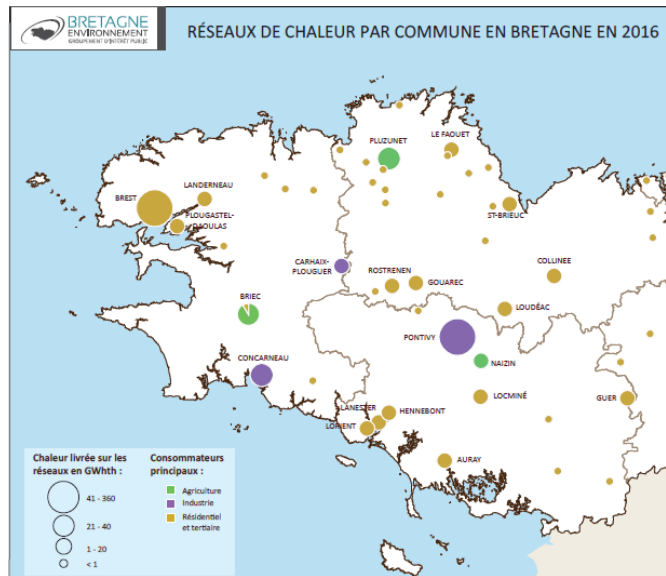 BRETAGNE
ENVIRONNEMENT
GROUPEMENT D'INTÉRÊT PUBLIC
RÉSEAUX DE CHALEUR PAR COMMUNE EN BRETAGNE EN 2016
PLUZUNET
LE FAOUET
LANDERNEAU
BREST
PLOUGASTEL-
DAOULAS
ST-BRIEUC
CARHAIX-
PLOUGUER
COLLINEE
ROSTRENEN
GOUAREC
BRIEC
LOUDÉAC
PONTIVY
NAIZIN
CONCARNEAU
LOCMINÉ
GUER
LANESTER
HENNEBONT
LORIENT
AURAY
Chaleur livrée sur les
réseaux en GWhth :
41 - 360
21 - 40
1 - 20
< 1
Consommateurs
principaux :
Agriculture
Industrie
Résidentiel
et tertiaire